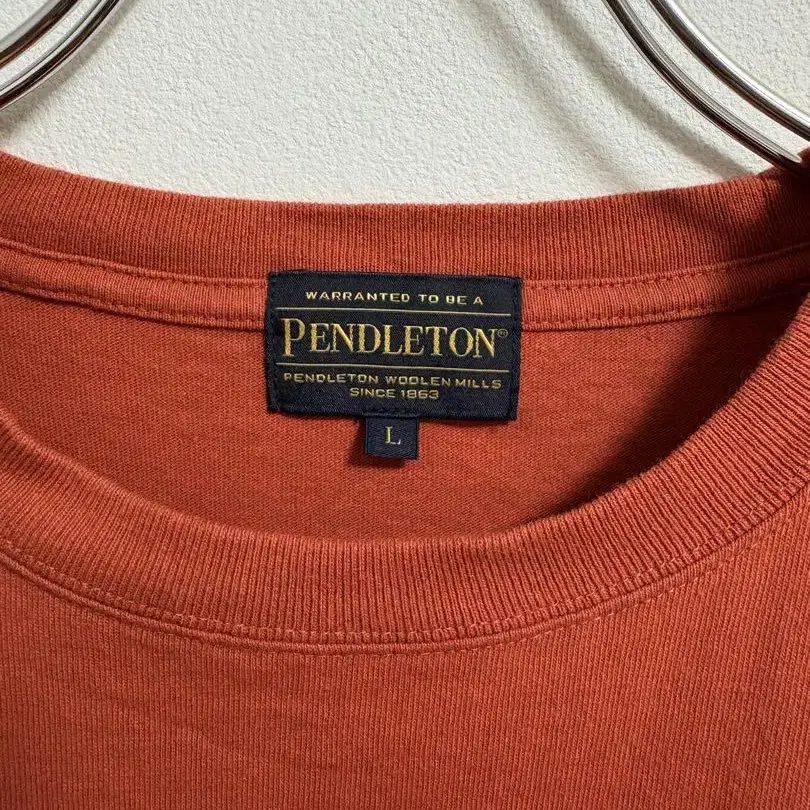 WARRANTED TO BE A
PENDLETON®
PENDLETON WOOLEN MILLS
SINCE 1863
L